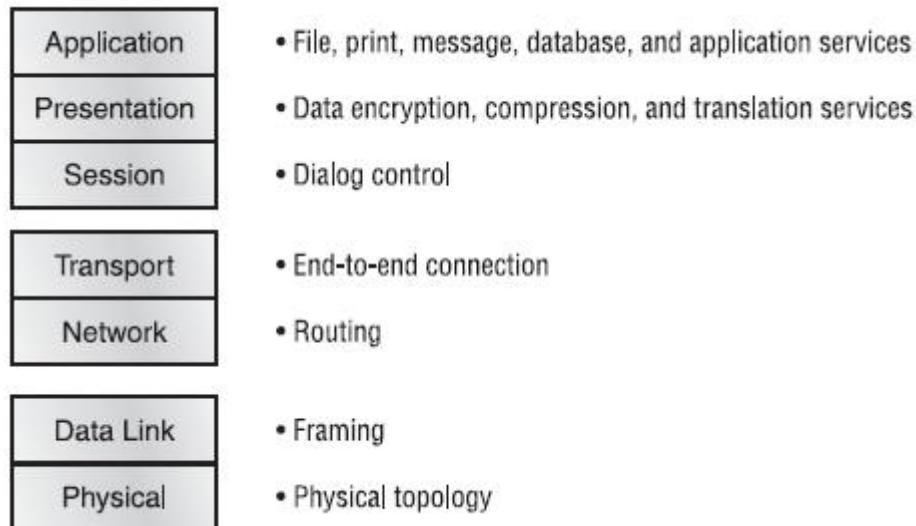 Application • File, print, message, database, and application services
Presentation • Data encryption, compression, and translation services
Session • Dialog control
Transport • End-to-end connection
Network • Routing
Data Link • Framing
Physical • Physical topology